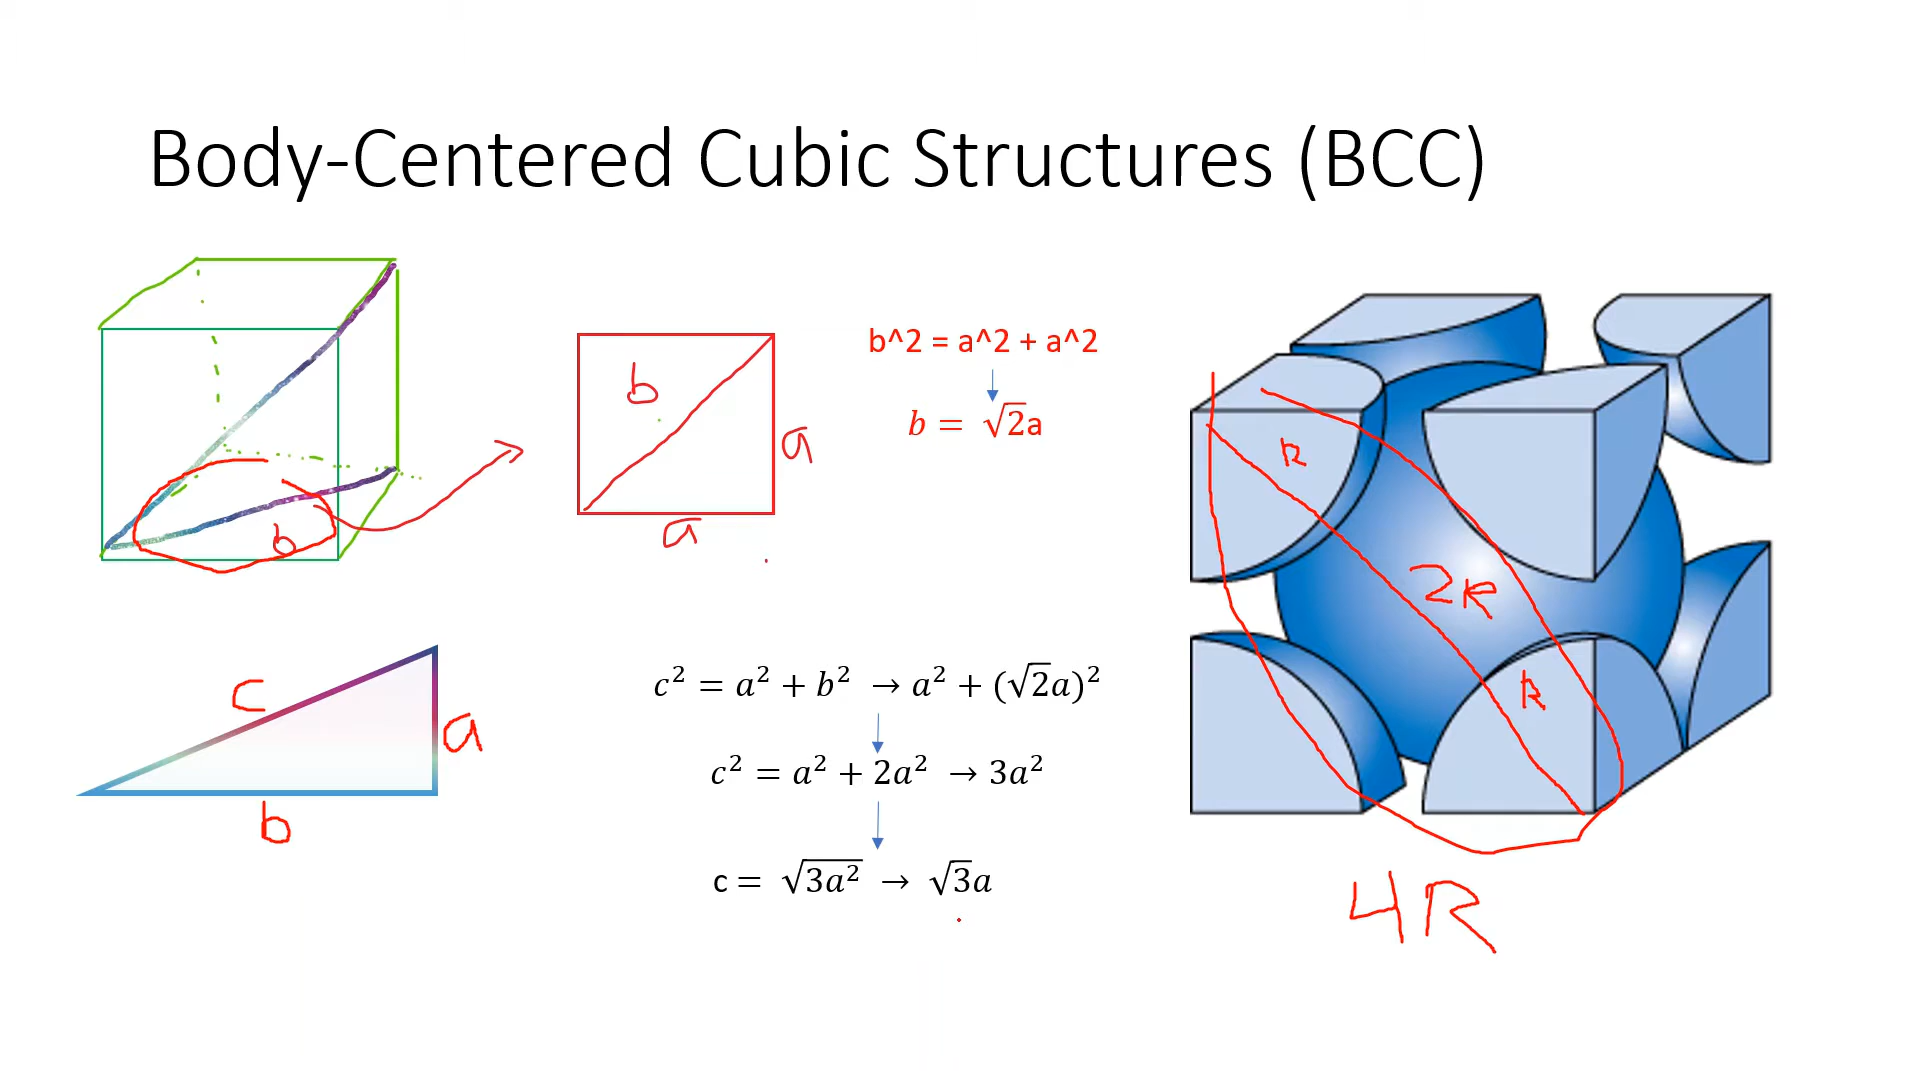 Body-Centered Cubic Structures (BCC)
b
b
a
a
b^2 = a^2 + a^2
b = √2a
c
a
b
c² = a² + b² → a² + (√2a)²
c² = a² + 2a² → 3a²
c = √3a² → √3a
R
2R
R
4R